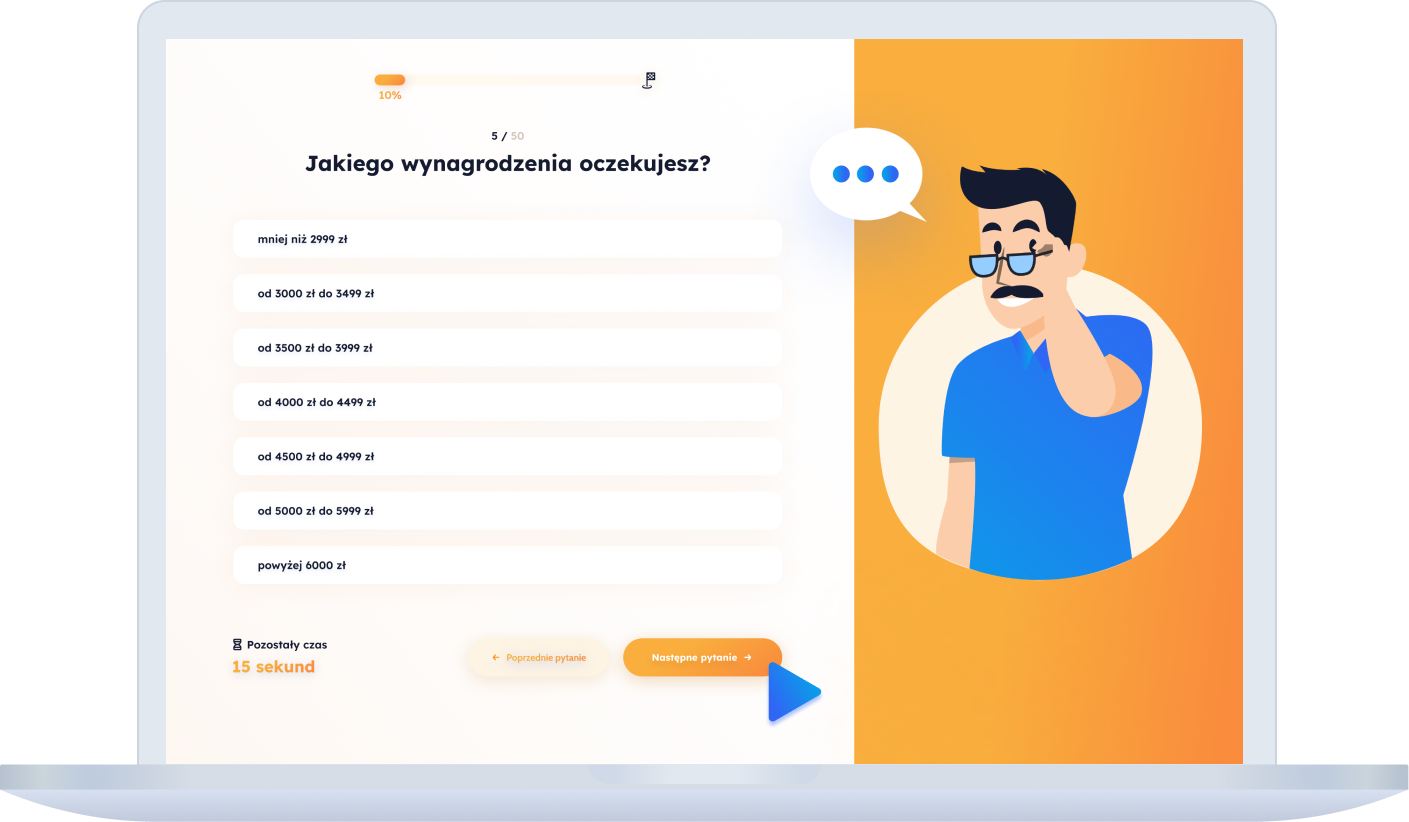 10%
5 / 50
Jakiego wynagrodzenia oczekujesz?
mniej niż 2999 zł
od 3000 zł do 3499 zł
od 3500 zł do 3999 zł
od 4000 zł do 4499 zł
od 4500 zł do 4999 zł
od 5000 zł do 5999 zł
powyżej 6000 zł
Pozostały czas
15 sekund
← Poprzednie pytanie
Następne pytanie →